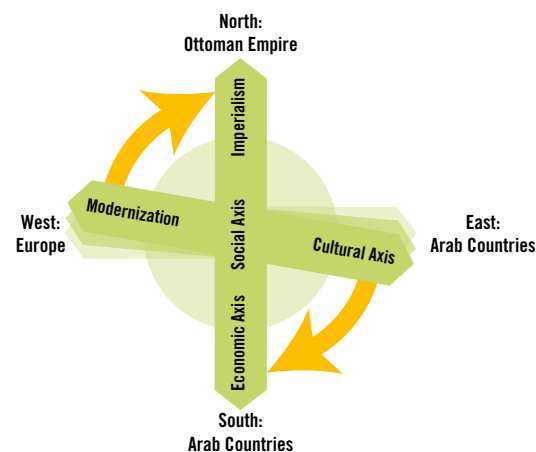 North:
Ottoman Empire
Imperialism
Modernization
Social Axis
West:
Europe
Cultural Axis
East:
Arab Countries
Economic Axis
South:
Arab Countries